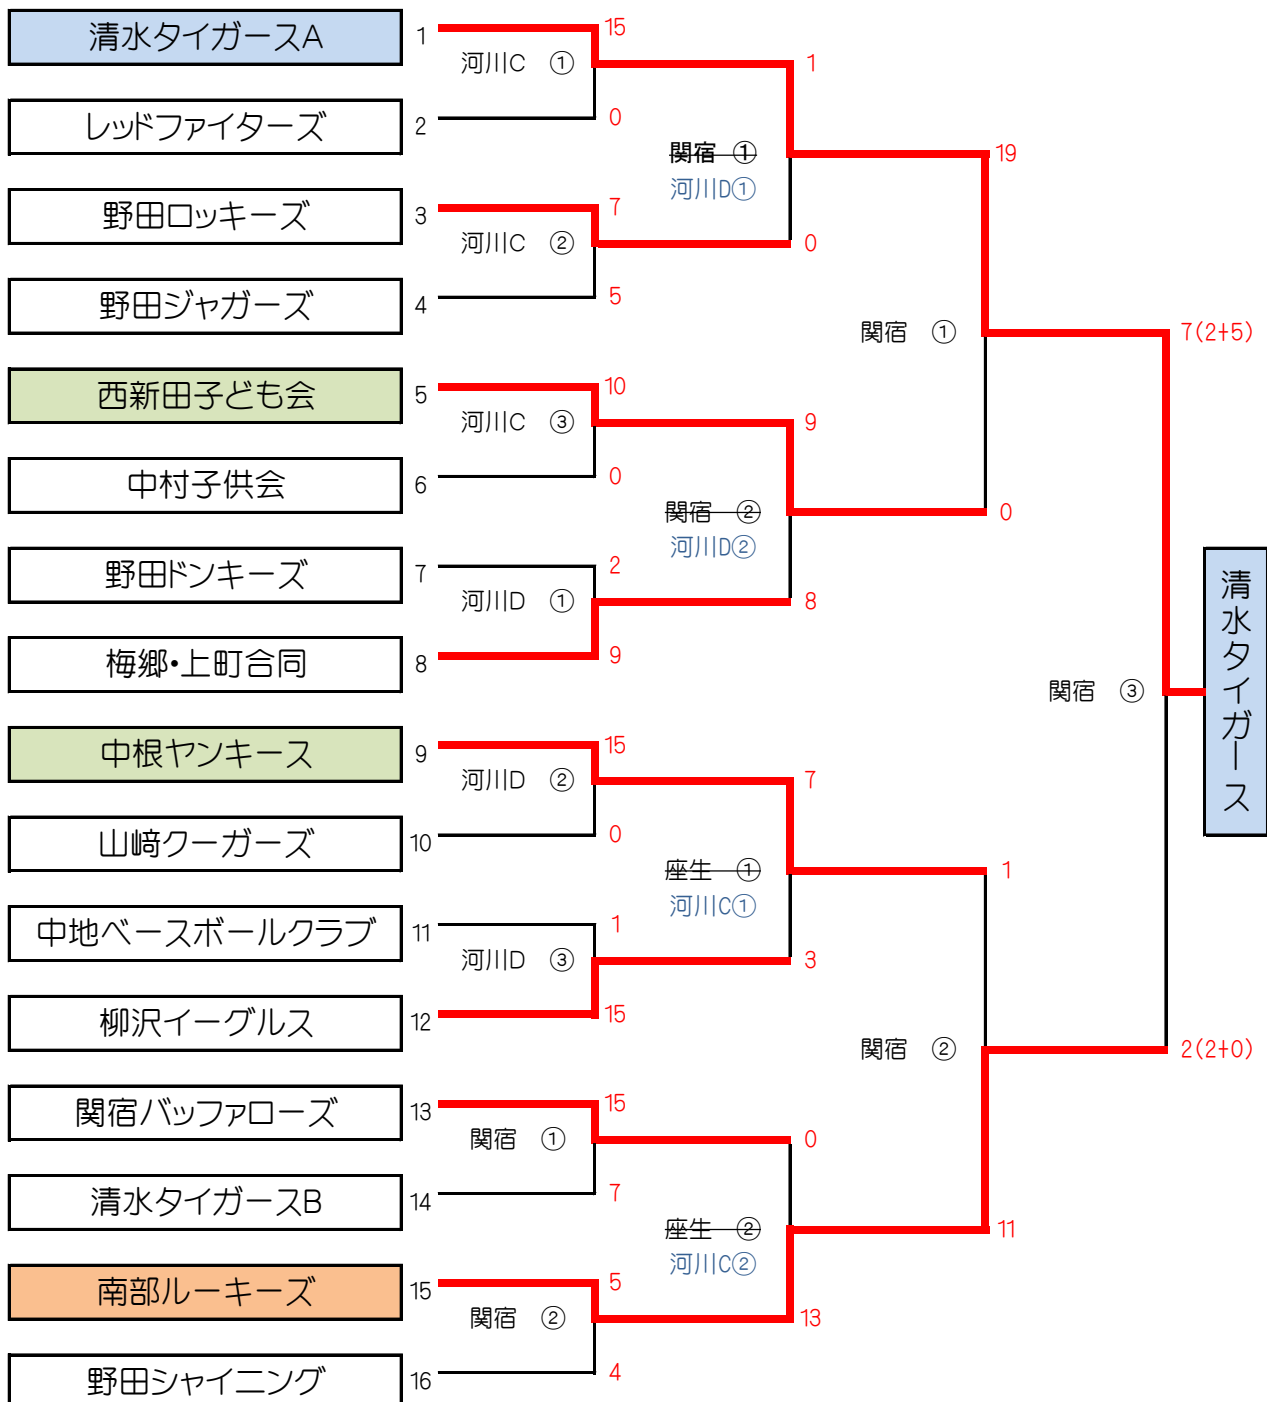 清水タイガースA 1 15
河川C ① 1
レッドファイターズ 2 0
関宿 ① 19
河川D①
野田ロッキーズ 3 7
河川C ② 0
野田ジャガーズ 4 5
関宿 ① 7(2+5)
西新田子ども会 5 10
河川C ③ 9
中村子供会 6 0
関宿 ② 0
河川D②
野田ドンキーズ 7 2
河川D ① 8
梅郷・上町合同 8 9
関宿 ③
清水タイガース
中根ヤンキース 9 15
河川D ② 7
山﨑クーガーズ 10 0
座生 ① 1
河川C①
中地ベースボールクラブ 11 1
河川D ③ 3
柳沢イーグルス 12 15
関宿 ② 2(2+0)
関宿バッファローズ 13 15
関宿 ① 0
清水タイガースB 14 7
座生 ② 11
河川C②
南部ルーキーズ 15 5
関宿 ② 13
野田シャイニング 16 4